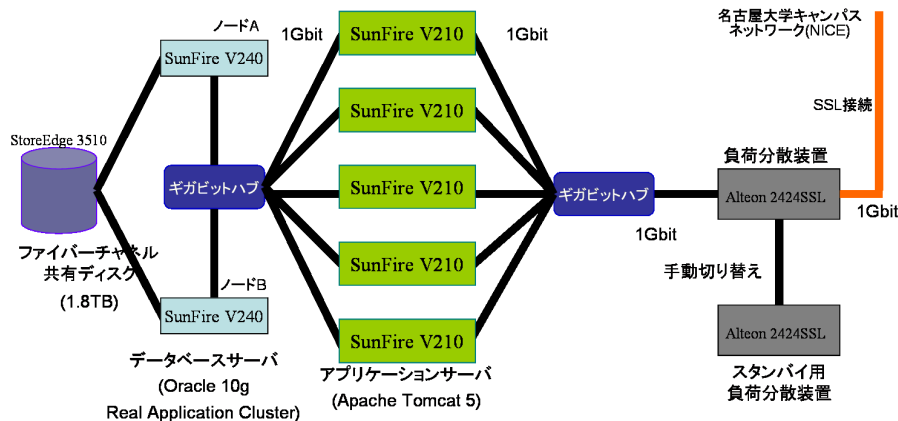 ノードA
SunFire V240
StoreEdge 3510
ギガビットハブ
ファイバーチャネル
共有ディスク
(1.8TB)
ノードB
SunFire V240
データベースサーバ
(Oracle 10g
Real Application Cluster)
1Gbit
SunFire V210
SunFire V210
SunFire V210
SunFire V210
SunFire V210
アプリケーションサーバ
(Apache Tomcat 5)
1Gbit
ギガビットハブ
1Gbit
名古屋大学キャンパス
ネットワーク(NICE)
SSL接続
負荷分散装置
Alteon 2424SSL
1Gbit
手動切り替え
Alteon 2424SSL
スタンバイ用
負荷分散装置